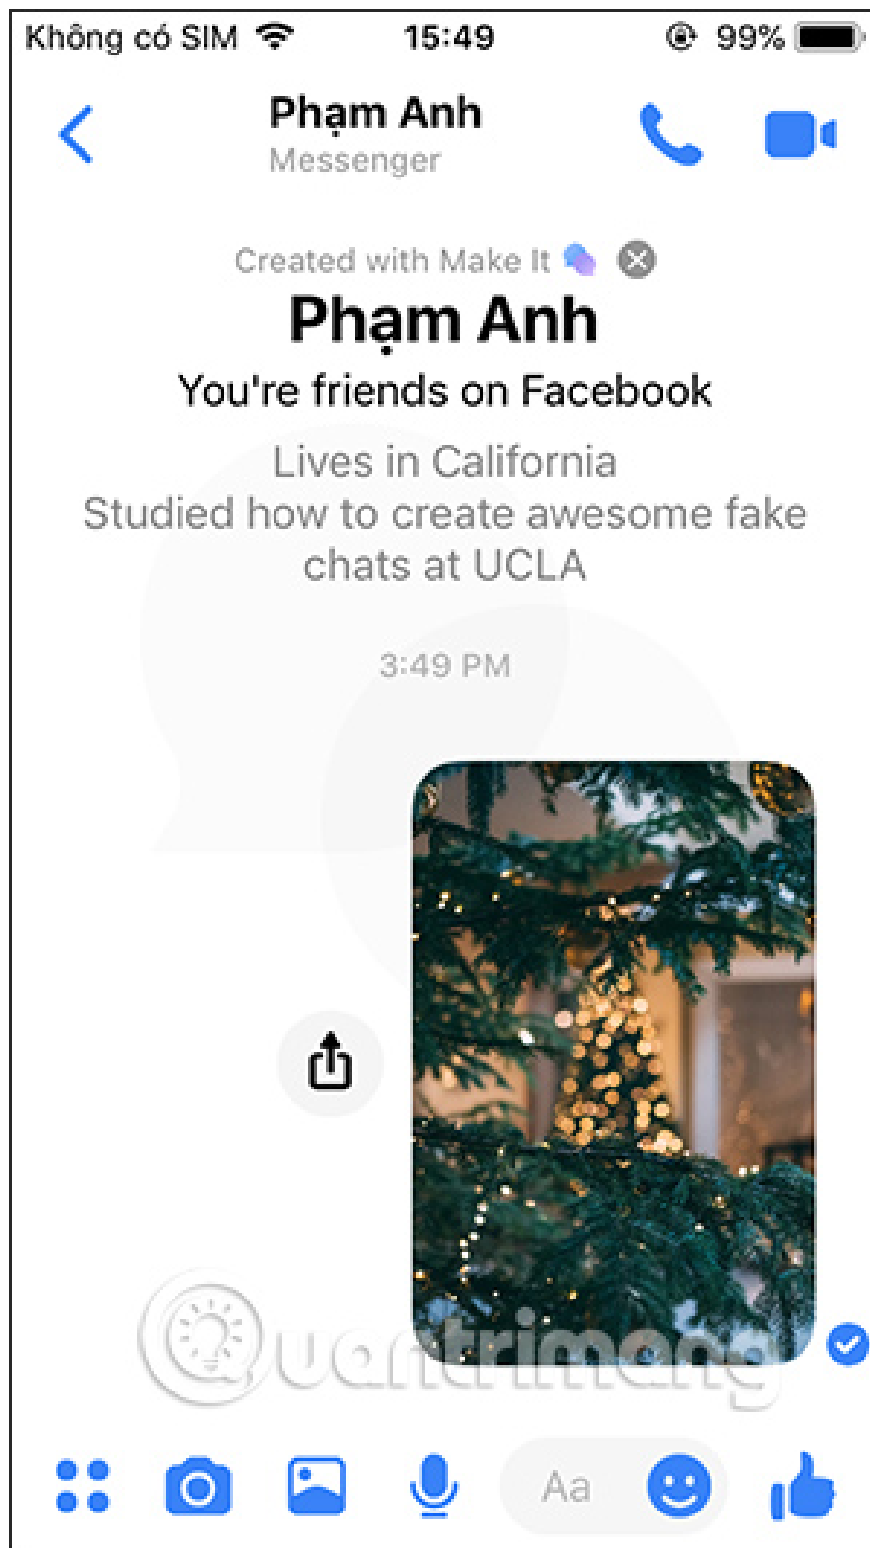 Không có SIM 15:49 99%
Phạm Anh
Messenger
Created with Make It
Phạm Anh
You're friends on Facebook
Lives in California
Studied how to create awesome fake
chats at UCLA
3:49 PM
Quantrimang
Aa